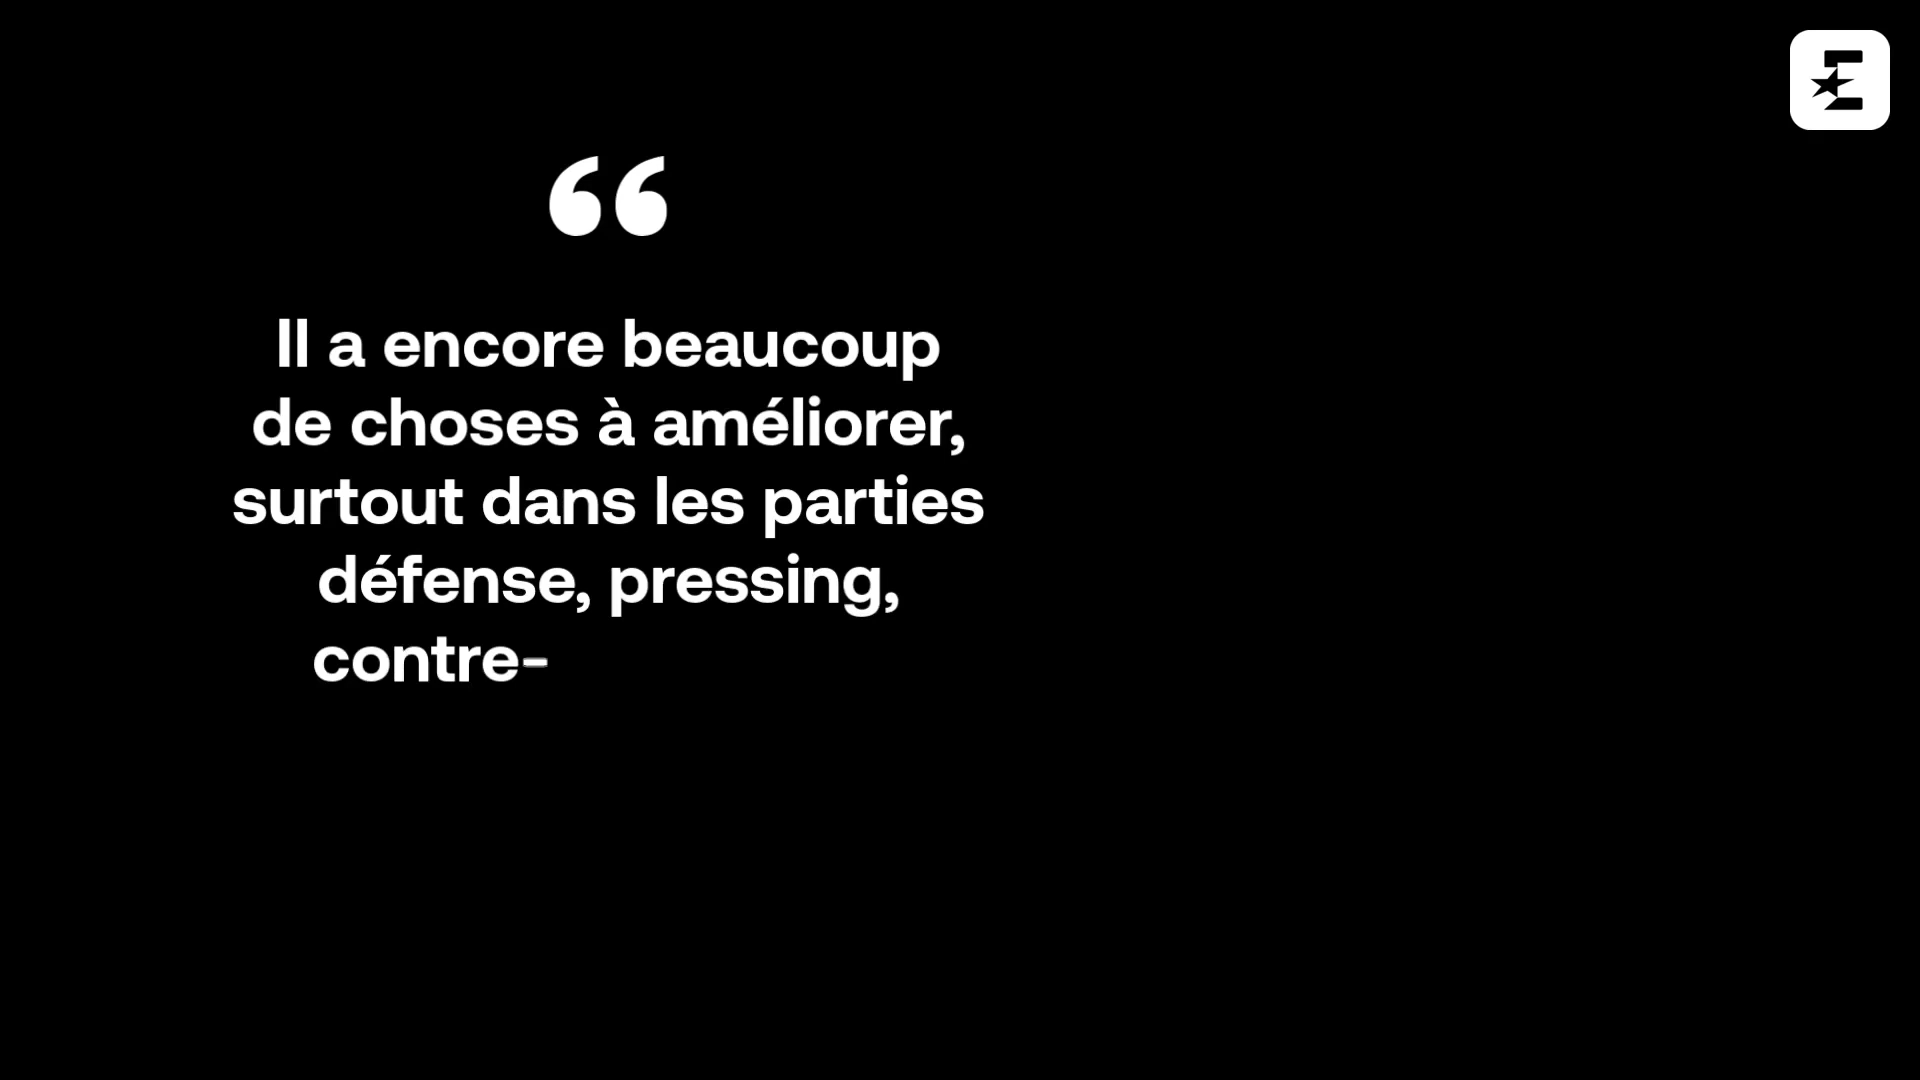 “
Il a encore beaucoup
de choses à améliorer,
surtout dans les parties
défense, pressing,
contre-